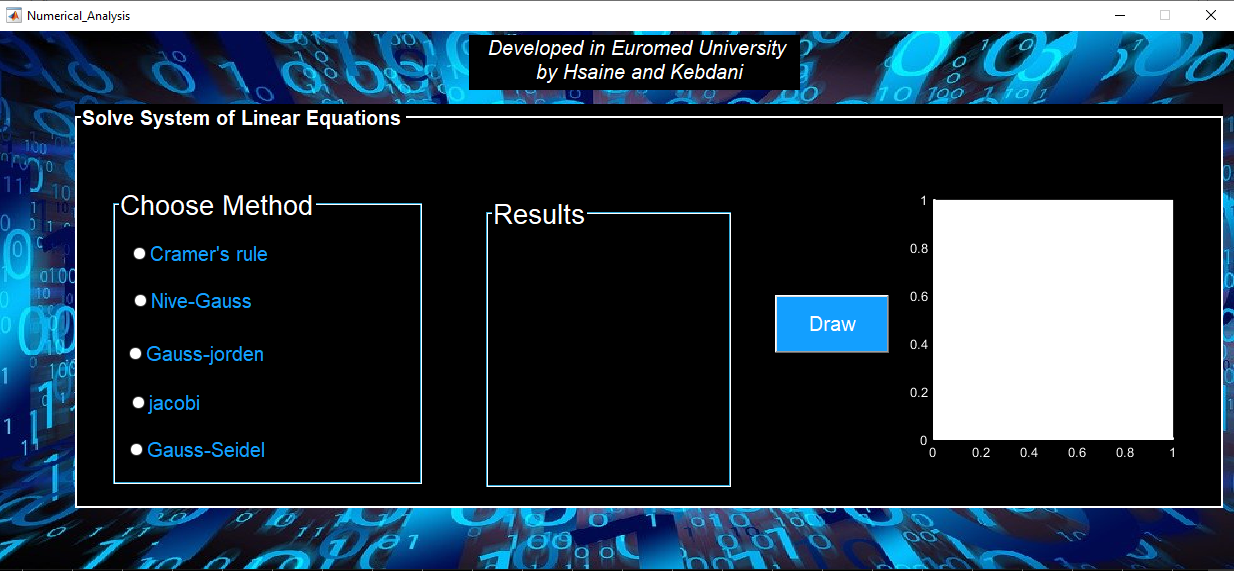 Numerical_Analysis
Developed in Euromed University
by Hsaine and Kebdani
Solve System of Linear Equations
Choose Method
Cramer's rule
Nive-Gauss
Gauss-jorden
jacobi
Gauss-Seidel
Results
Draw
1
0.8
0.6
0.4
0.2
0
0 0.2 0.4 0.6 0.8 1